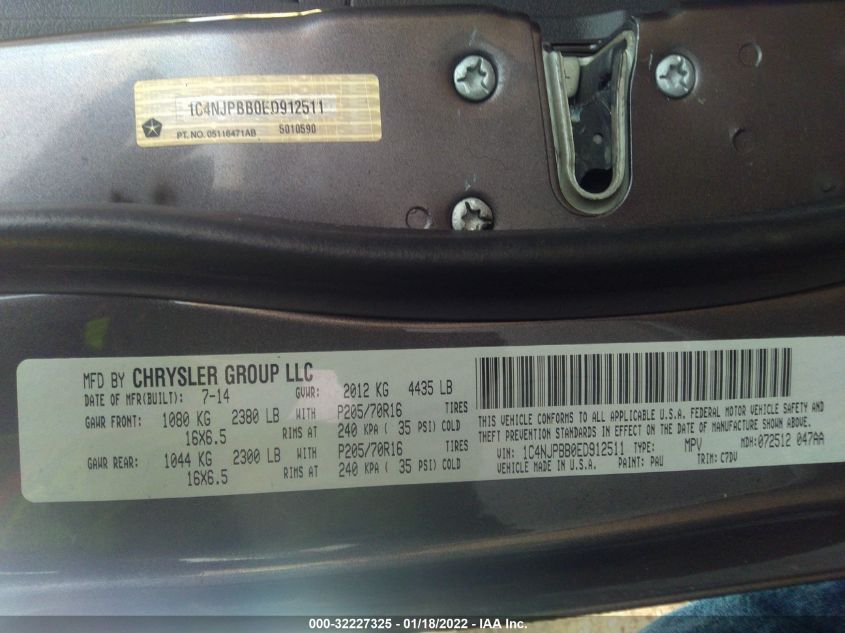 1C4NJPBB0ED912511
PT. NO. 05116471AB 5010590
MFD BY CHRYSLER GROUP LLC
DATE OF MFR(BUILT): 7-14 GVWR: 2012 KG 4435 LB
GAWR FRONT: 1080 KG 2380 LB WITH P205/70R16 TIRES
16X6.5 RIMS AT 240 KPA ( 35 PSI) COLD
GAWR REAR: 1044 KG 2300 LB WITH P205/70R16 TIRES
16X6.5 RIMS AT 240 KPA ( 35 PSI) COLD
THIS VEHICLE CONFORMS TO ALL APPLICABLE U.S.A. FEDERAL MOTOR VEHICLE SAFETY AND
THEFT PREVENTION STANDARDS IN EFFECT ON THE DATE OF MANUFACTURE SHOWN ABOVE.
VIN: 1C4NJPBB0ED912511 TYPE: MPV MDH: 072512 047AA
VEHICLE MADE IN U.S.A. PAINT: PAU TRIM: C7DV
000-32227325 - 01/18/2022 - IAA Inc.